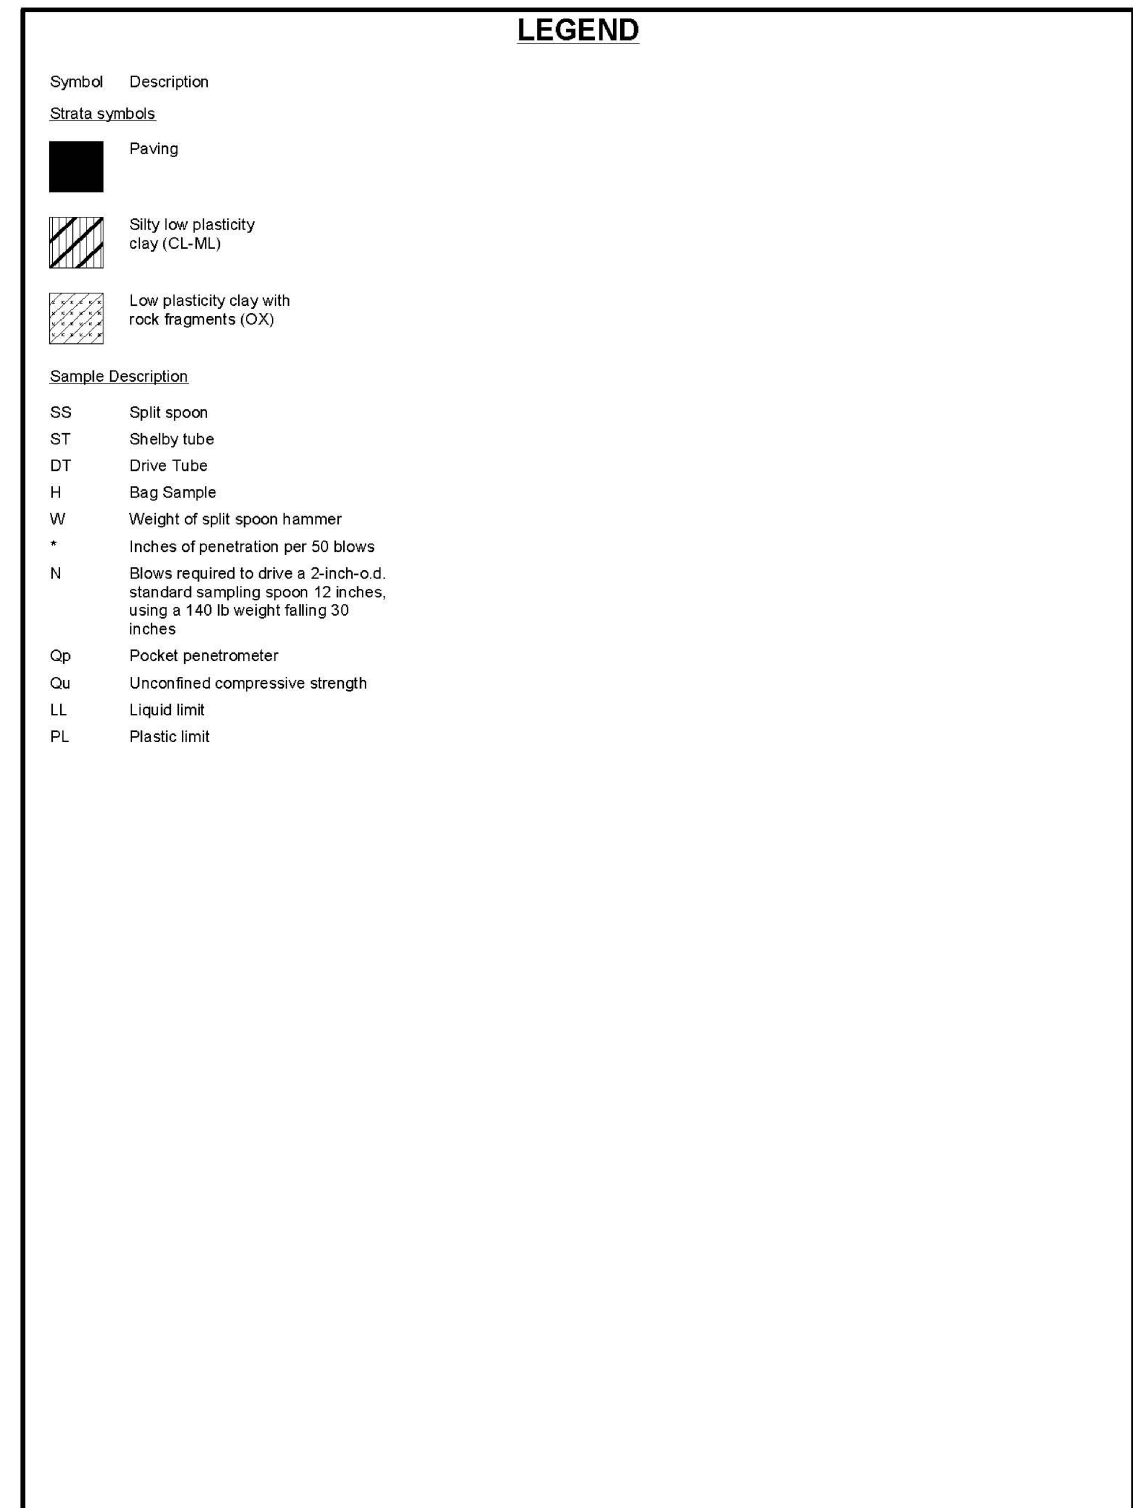 LEGEND
Symbol Description
Strata symbols
Paving
Silty low plasticity
clay (CL-ML)
Low plasticity clay with
rock fragments (OX)
Sample Description
SS Split spoon
ST Shelby tube
DT Drive Tube
H Bag Sample
W Weight of split spoon hammer
* Inches of penetration per 50 blows
N Blows required to drive a 2-inch-o.d.
standard sampling spoon 12 inches,
using a 140 lb weight falling 30
inches
Qp Pocket penetrometer
Qu Unconfined compressive strength
LL Liquid limit
PL Plastic limit